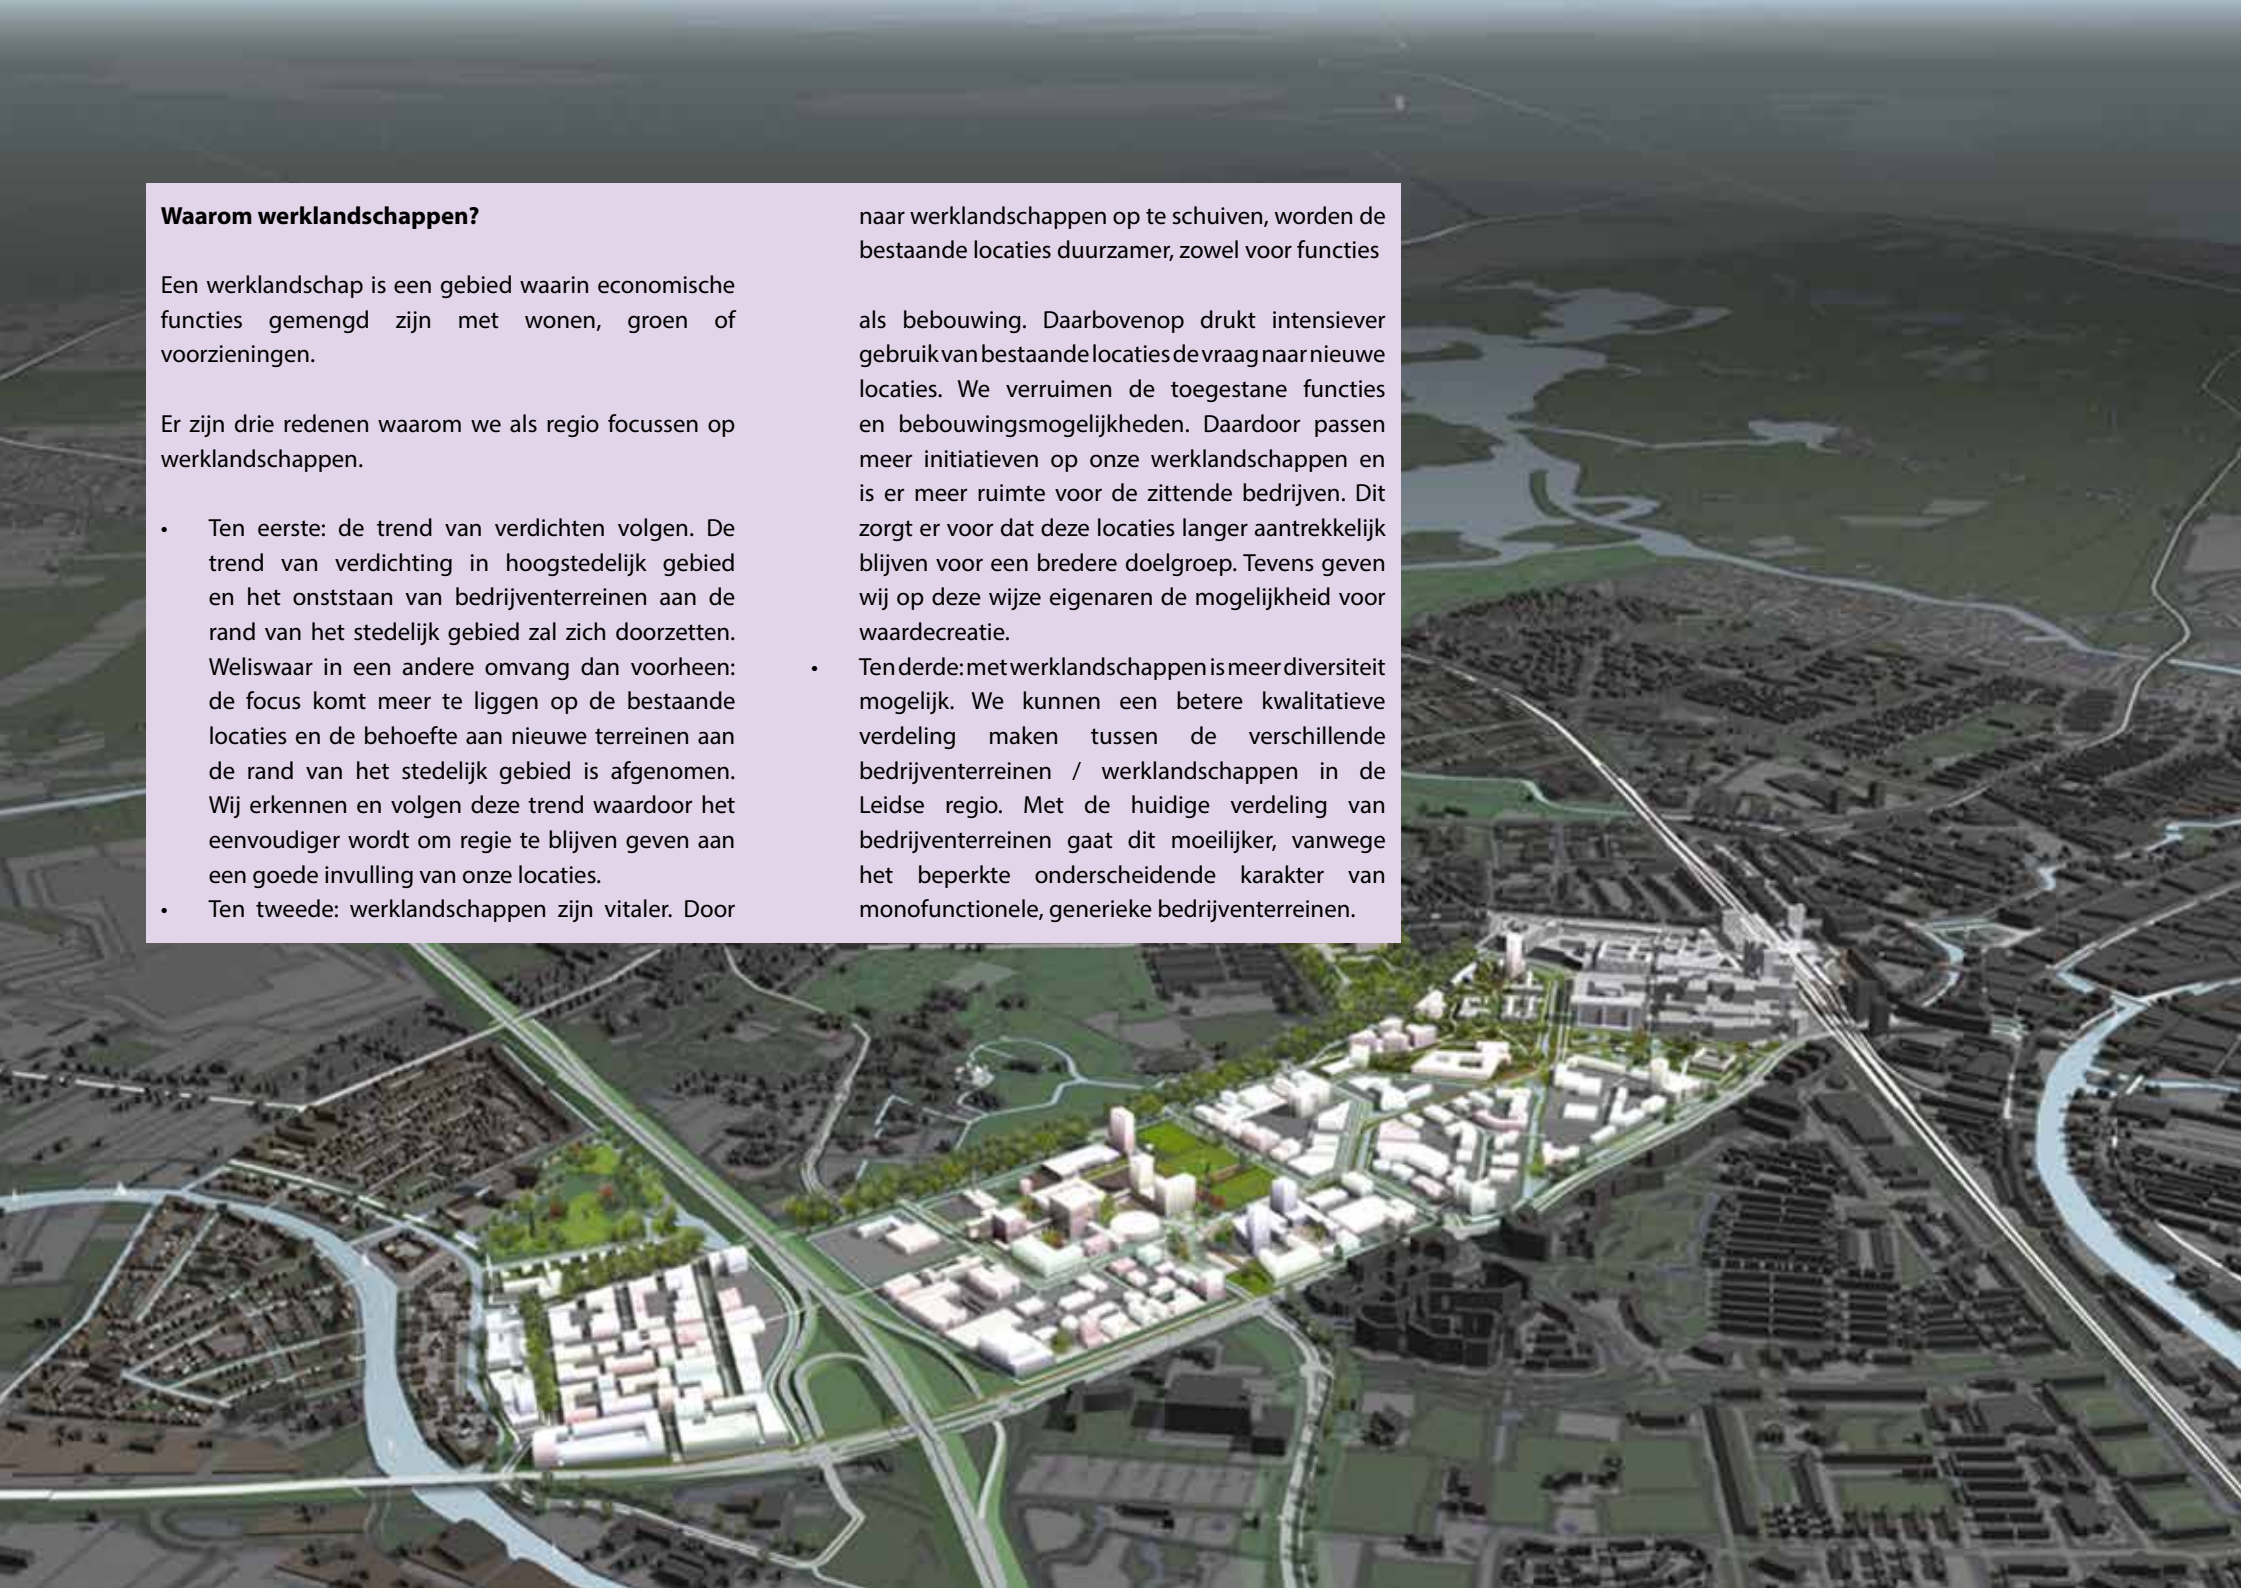 Waarom werklandschappen?
Een werklandschap is een gebied waarin economische
functies gemengd zijn met wonen, groen of
voorzieningen.
Er zijn drie redenen waarom we als regio focussen op
werklandschappen.
• Ten eerste: de trend van verdichten volgen. De
trend van verdichting in hoogstedelijk gebied
en het onststaan van bedrijventerreinen aan de
rand van het stedelijk gebied zal zich doorzetten.
Weliswaar in een andere omvang dan voorheen:
de focus komt meer te liggen op de bestaande
locaties en de behoefte aan nieuwe terreinen aan
de rand van het stedelijk gebied is afgenomen.
Wij erkennen en volgen deze trend waardoor het
eenvoudiger wordt om regie te blijven geven aan
een goede invulling van onze locaties.
• Ten tweede: werklandschappen zijn vitaler. Door
naar werklandschappen op te schuiven, worden de
bestaande locaties duurzamer, zowel voor functies
als bebouwing. Daarbovenop drukt intensiever
gebruik van bestaande locaties de vraag naar nieuwe
locaties. We verruimen de toegestane functies
en bebouwingsmogelijkheden. Daardoor passen
meer initiatieven op onze werklandschappen en
is er meer ruimte voor de zittende bedrijven. Dit
zorgt er voor dat deze locaties langer aantrekkelijk
blijven voor een bredere doelgroep. Tevens geven
wij op deze wijze eigenaren de mogelijkheid voor
waardecreatie.
• Ten derde: met werklandschappen is meer diversiteit
mogelijk. We kunnen een betere kwalitatieve
verdeling maken tussen de verschillende
bedrijventerreinen / werklandschappen in de
Leidse regio. Met de huidige verdeling van
bedrijventerreinen gaat dit moeilijker, vanwege
het beperkte onderscheidende karakter van
monofunctionele, generieke bedrijventerreinen.